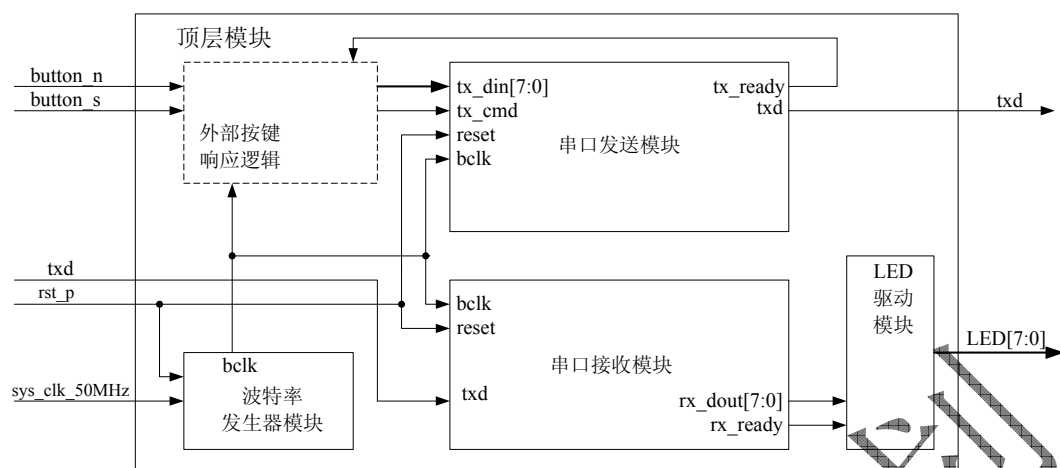 顶层模块
button_n
button_s
外部按键
响应逻辑
tx_din[7:0]
tx_cmd
reset
bclk
串口发送模块
tx_ready
txd
txd
txd
rst_p
sys_clk_50MHz
bclk
波特率
发生器模块
bclk
reset
txd
串口接收模块
rx_dout[7:0]
rx_ready
LED
驱动
模块
LED[7:0]